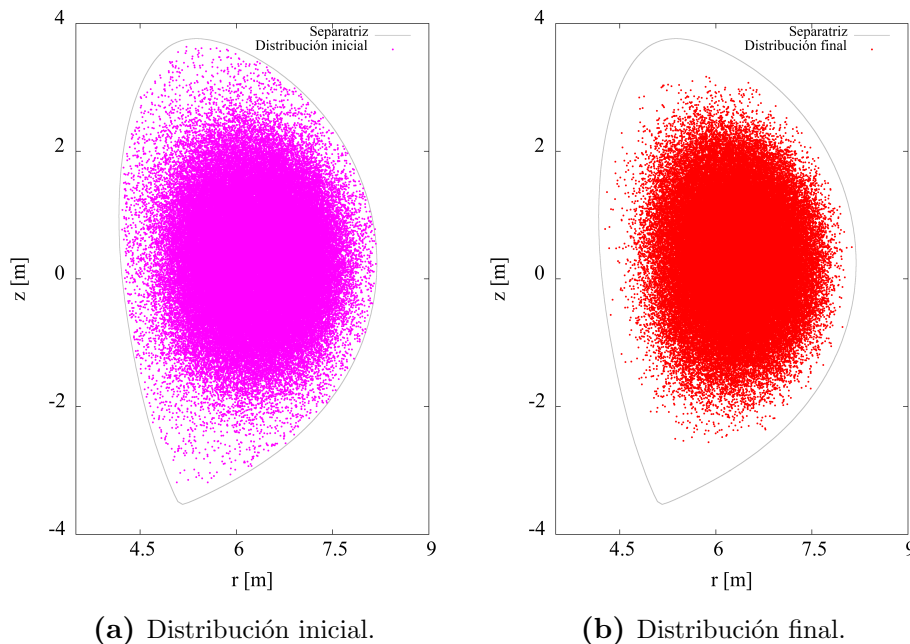 4
2
0
-2
-4
z [m]
Separatriz
Distribución inicial
4.5 6 7.5 9
r [m]
(a) Distribución inicial.
4
2
0
-2
-4
z [m]
Separatriz
Distribución final
4.5 6 7.5 9
r [m]
(b) Distribución final.